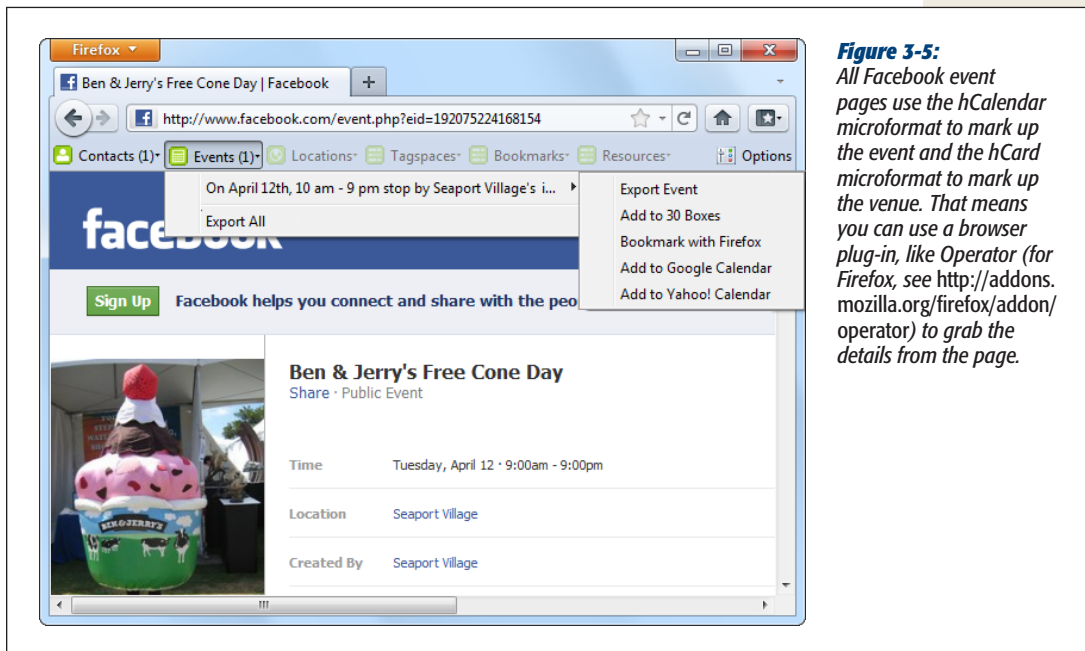 Firefox
Ben & Jerry's Free Cone Day | Facebook
http://www.facebook.com/event.php?eid=192075224168154
Contacts (1) Events (1) Locations Tagspaces Bookmarks Resources Options
On April 12th, 10 am - 9 pm stop by Seaport Village's i...
Export All
Export Event
Add to 30 Boxes
Bookmark with Firefox
Add to Google Calendar
Add to Yahoo! Calendar
facebook
Sign Up Facebook helps you connect and share with the peo
Ben & Jerry's Free Cone Day
Share · Public Event
Time Tuesday, April 12 · 9:00am - 9:00pm
Location Seaport Village
Created By Seaport Village
BEN & JERRY'S
Figure 3-5:
All Facebook event
pages use the hCalendar
microformat to mark up
the event and the hCard
microformat to mark up
the venue. That means
you can use a browser
plug-in, like Operator (for
Firefox, see http://addons.
mozilla.org/firefox/addon/
operator) to grab the
details from the page.